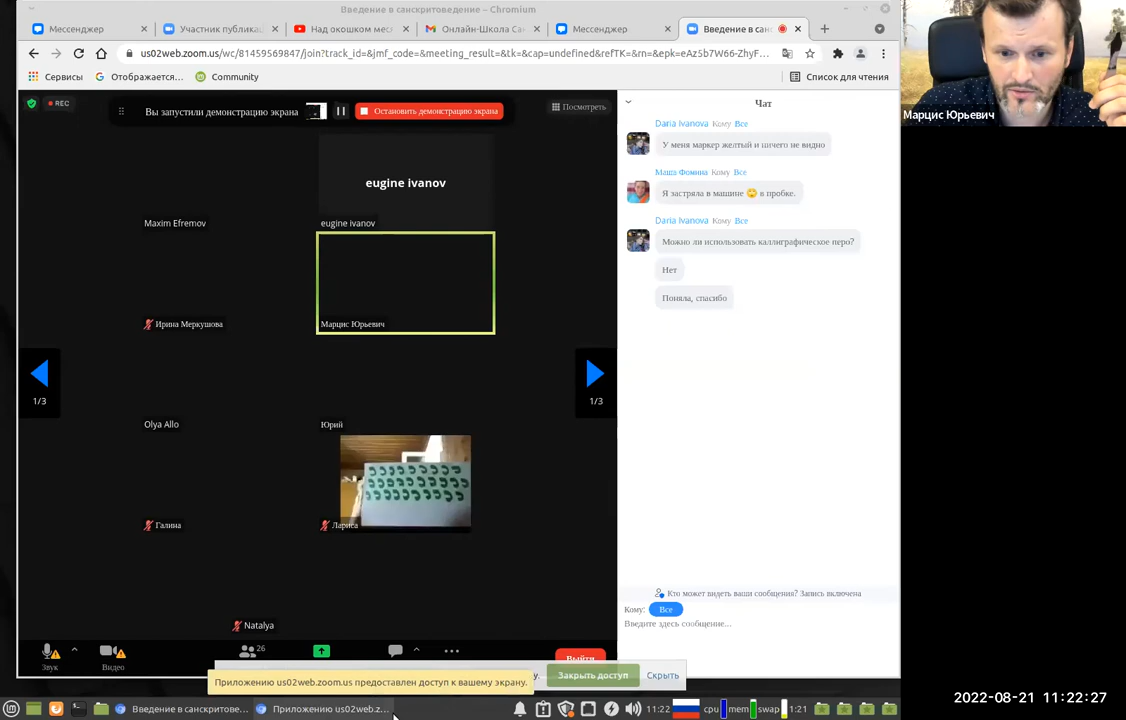 Введение в санскритоведение – Chromium
Мессенджер
Участник публикац
Над окошком месл
Онлайн-Школа Сан
Мессенджер
Введение в санс
us02web.zoom.us/wc/81459569847/join?track_id=&jmf_code=&meeting_result=&tk=&cap=undefined&refTK=&rn=&epk=eAz5b7W66-ZhyF...
Сервисы
Отображается...
Community
Список для чтения
REC
Вы запустили демонстрацию экрана
Остановить демонстрацию экрана
Посмотреть
Чат
Марцис Юрьевич
Daria Ivanova Кому Все
У меня маркер желтый и ничего не видно
Маша Фомина Кому Все
Я застряла в машине 🙄 в пробке.
Daria Ivanova Кому Все
Можно ли использовать каллиграфическое перо?
Нет
Поняла, спасибо
eugine ivanov
Maxim Efremov
eugine ivanov
Ирина Меркушова
Марцис Юрьевич
1/3
1/3
Olya Allo
Юрий
Галина
Лариса
Natalya
Кто может видеть ваши сообщения? Запись включена
Кому: Все
Введите здесь сообщение...
Звук
Видео
26
Выйти
Приложению us02web.zoom.us предоставлен доступ к вашему экрану.
Закрыть доступ
Скрыть
Введение в санскритове...
Приложению us02web.z...
11:22
cpu
mem
swap
1:21
2022-08-21 11:22:27